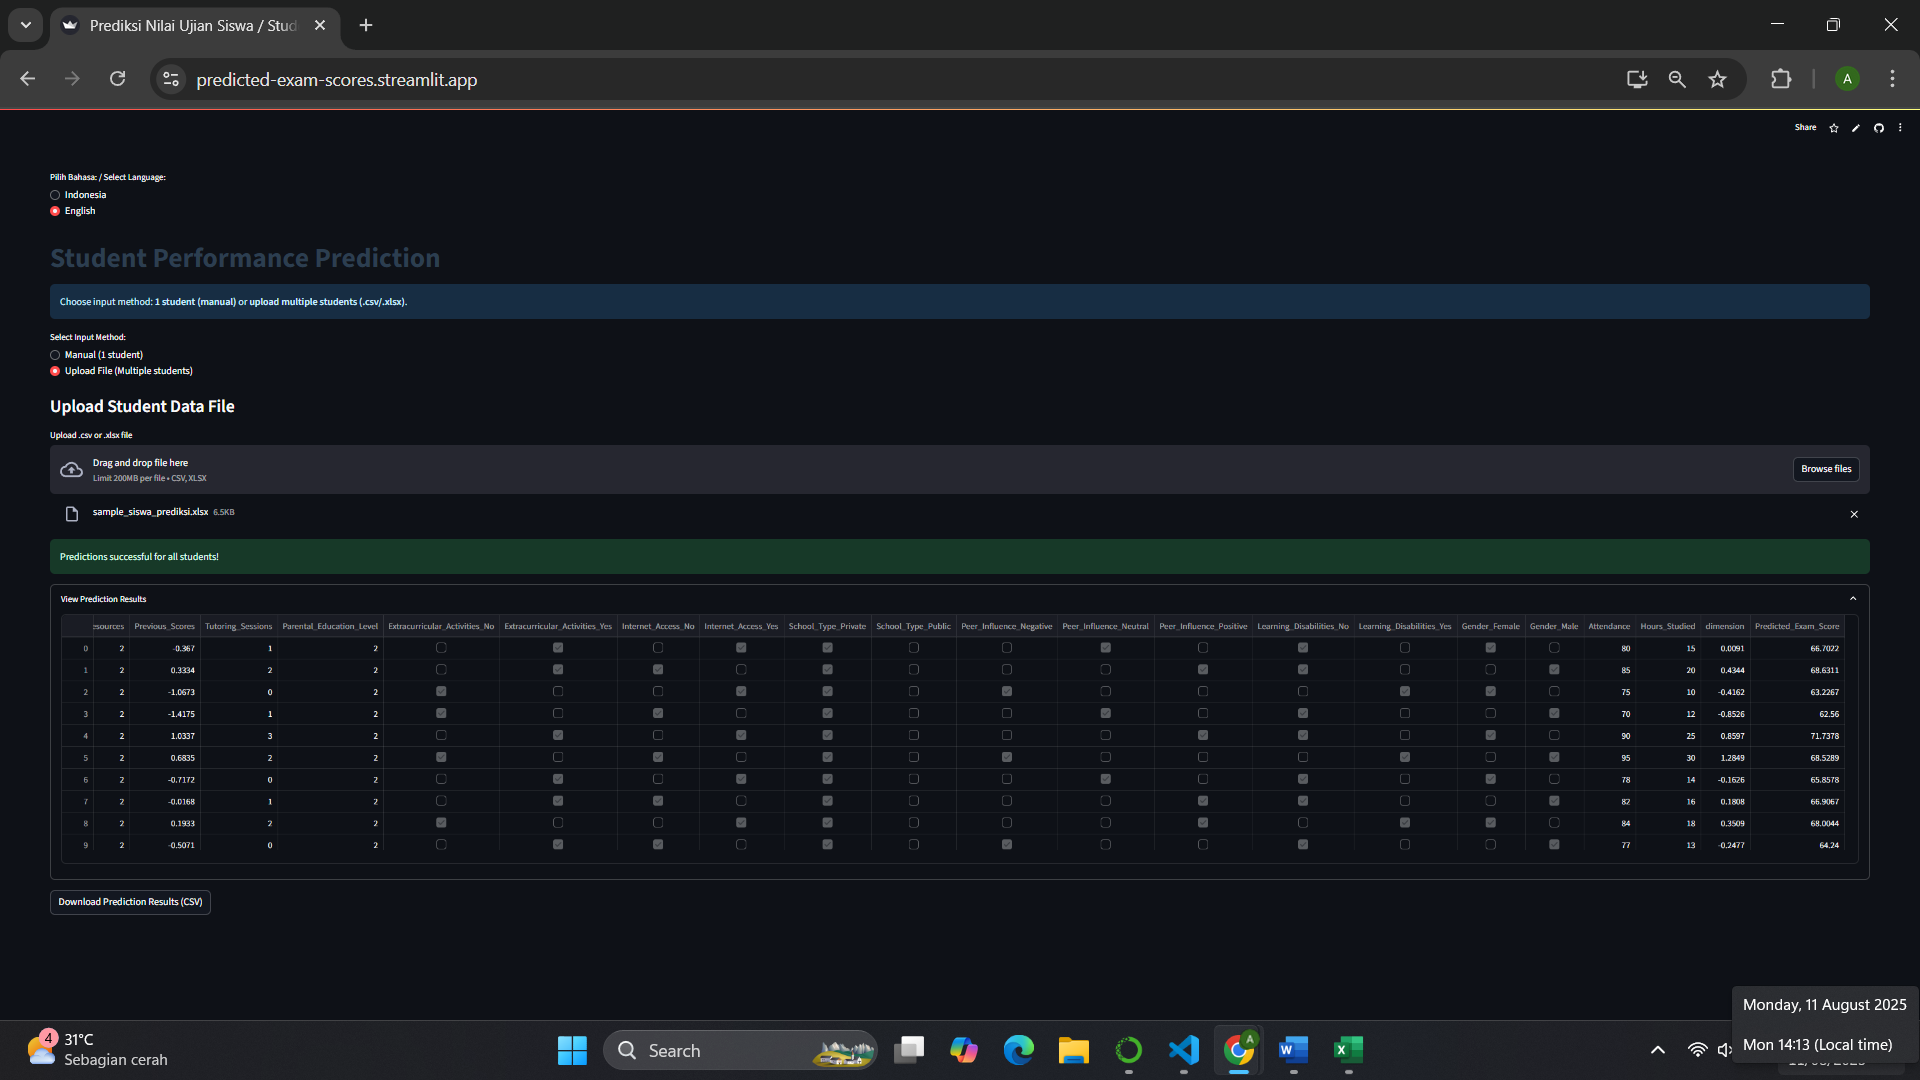 Prediksi Nilai Ujian Siswa / Stud
predicted-exam-scores.streamlit.app
A
Share
Pilih Bahasa: / Select Language:
Indonesia
English
Student Performance Prediction
Choose input method: 1 student (manual) or upload multiple students (.csv/.xlsx).
Select Input Method:
Manual (1 student)
Upload File (Multiple students)
Upload Student Data File
Upload .csv or .xlsx file
Drag and drop file here
Limit 200MB per file • CSV, XLSX
Browse files
sample_siswa_prediksi.xlsx 6.5KB
Predictions successful for all students!
View Prediction Results
esources Previous_Scores Tutoring_Sessions Parental_Education_Level Extracurricular_Activities_No Extracurricular_Activities_Yes Internet_Access_No Internet_Access_Yes School_Type_Private School_Type_Public Peer_Influence_Negative Peer_Influence_Neutral Peer_Influence_Positive Learning_Disabilities_No Learning_Disabilities_Yes Gender_Female Gender_Male Attendance Hours_Studied dimension Predicted_Exam_Score
0 2 -0.367 1 2 80 15 0.0091 66.7022
1 2 0.3334 2 2 85 20 0.4344 68.6311
2 2 -1.0673 0 2 75 10 -0.4162 63.2267
3 2 -1.4175 1 2 70 12 -0.8526 62.56
4 2 1.0337 3 2 90 25 0.8597 71.7378
5 2 0.6835 2 2 95 30 1.2849 68.5289
6 2 -0.7172 0 2 78 14 -0.1626 65.8578
7 2 -0.0168 1 2 82 16 0.1808 66.9067
8 2 0.1933 2 2 84 18 0.3509 68.0044
9 2 -0.5071 0 2 77 13 -0.2477 64.24
Download Prediction Results (CSV)
Monday, 11 August 2025
Mon 14:13 (Local time)
4
31°C
Sebagian cerah
Search
A